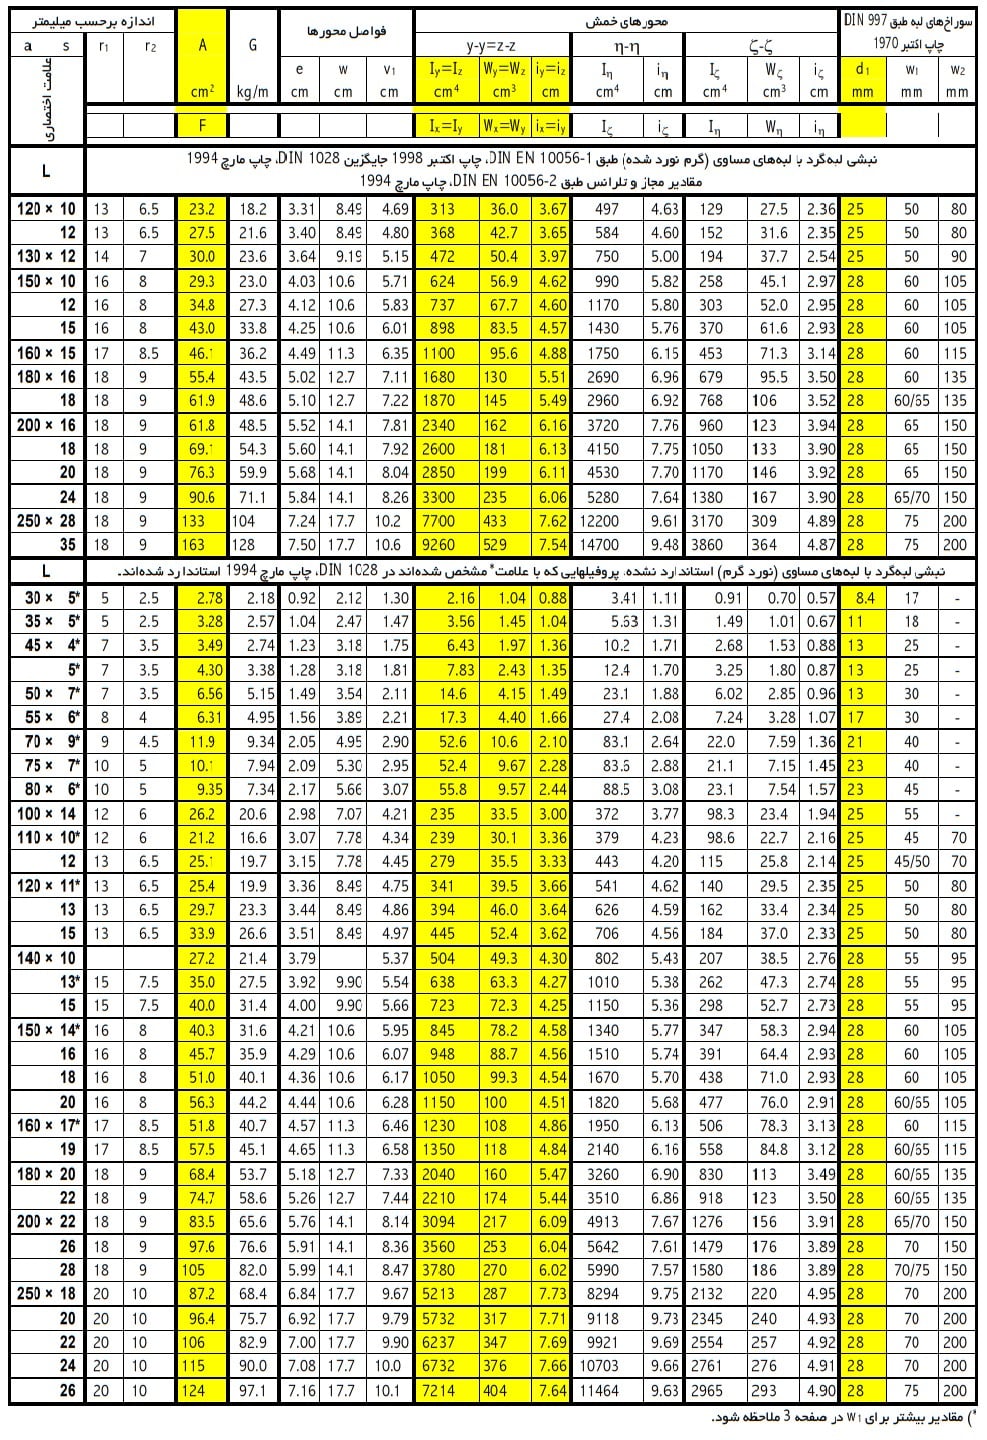 اندازه برحسب میلیمتر A G فواصل محورها محورهای خمش سوراخ‌های لبه طبق DIN 997 چاپ اکتبر 1970
a s r1 r2 y-y=z-z η-η ζ-ζ
علامت اختصاری
e w v1 Iy=Iz Wy=Wz iy=iz Iη iη Iζ Wζ iζ d1 w1 w2
cm2 kg/m cm cm cm cm4 cm3 cm cm4 cm cm4 cm3 cm mm mm mm
F Ix=Iy Wx=Wy ix=iy Iζ iζ Iη Wη iη
L نبشی لبه‌گرد با لبه‌های مساوی (گرم نورد شده) طبق DIN EN 10056-1، چاپ اکتبر 1998 جایگزین DIN 1028، چاپ مارچ 1994
مقادیر مجاز و تلرانس طبق DIN EN 10056-2، چاپ مارچ 1994
120 × 10 13 6.5 23.2 18.2 3.31 8.49 4.69 313 36.0 3.67 497 4.63 129 27.5 2.36 25 50 80
12 13 6.5 27.5 21.6 3.40 8.49 4.80 368 42.7 3.65 584 4.60 152 31.6 2.35 25 50 80
130 × 12 14 7 30.0 23.6 3.64 9.19 5.15 472 50.4 3.97 750 5.00 194 37.7 2.54 25 50 90
150 × 10 16 8 29.3 23.0 4.03 10.6 5.71 624 56.9 4.62 990 5.82 258 45.1 2.97 28 60 105
12 16 8 34.8 27.3 4.12 10.6 5.83 737 67.7 4.60 1170 5.80 303 52.0 2.95 28 60 105
15 16 8 43.0 33.8 4.25 10.6 6.01 898 83.5 4.57 1430 5.76 370 61.6 2.93 28 60 105
160 × 15 17 8.5 46.1 36.2 4.49 11.3 6.35 1100 95.6 4.88 1750 6.15 453 71.3 3.14 28 60 115
180 × 16 18 9 55.4 43.5 5.02 12.7 7.11 1680 130 5.51 2690 6.96 679 95.5 3.50 28 60 135
18 18 9 61.9 48.6 5.10 12.7 7.22 1870 145 5.49 2960 6.92 768 106 3.52 28 60/65 135
200 × 16 18 9 61.8 48.5 5.52 14.1 7.81 2340 162 6.16 3720 7.76 960 123 3.94 28 65 150
18 18 9 69.1 54.3 5.60 14.1 7.92 2600 181 6.13 4150 7.75 1050 133 3.90 28 65 150
20 18 9 76.3 59.9 5.68 14.1 8.04 2850 199 6.11 4530 7.70 1170 146 3.92 28 65 150
24 18 9 90.6 71.1 5.84 14.1 8.26 3300 235 6.06 5280 7.64 1380 167 3.90 28 65/70 150
250 × 28 18 9 133 104 7.24 17.7 10.2 7700 433 7.62 12200 9.61 3170 309 4.89 28 75 200
35 18 9 163 128 7.50 17.7 10.6 9260 529 7.54 14700 9.48 3860 364 4.87 28 75 200
L نبشی لبه‌گرد با لبه‌های مساوی (نورد گرم) استاندارد نشده، پروفیلهایی که با علامت* مشخص شده‌اند در DIN 1028، چاپ مارچ 1994 استاندارد شده‌اند.
30 × 5* 5 2.5 2.78 2.18 0.92 2.12 1.30 2.16 1.04 0.88 3.41 1.11 0.91 0.70 0.57 8.4 17 -
35 × 5* 5 2.5 3.28 2.57 1.04 2.47 1.47 3.56 1.45 1.04 5.63 1.31 1.49 1.01 0.67 11 18 -
45 × 4* 7 3.5 3.49 2.74 1.23 3.18 1.75 6.43 1.97 1.36 10.2 1.71 2.68 1.53 0.88 13 25 -
5* 7 3.5 4.30 3.38 1.28 3.18 1.81 7.83 2.43 1.35 12.4 1.70 3.25 1.80 0.87 13 25 -
50 × 7* 7 3.5 6.56 5.15 1.49 3.54 2.11 14.6 4.15 1.49 23.1 1.88 6.02 2.85 0.96 13 30 -
55 × 6* 8 4 6.31 4.95 1.56 3.89 2.21 17.3 4.40 1.66 27.4 2.08 7.24 3.28 1.07 17 30 -
70 × 9* 9 4.5 11.9 9.34 2.05 4.95 2.90 52.6 10.6 2.10 83.1 2.64 22.0 7.59 1.36 21 40 -
75 × 7* 10 5 10.1 7.94 2.09 5.30 2.95 52.4 9.67 2.28 83.6 2.88 21.1 7.15 1.45 23 40 -
80 × 6* 10 5 9.35 7.34 2.17 5.66 3.07 55.8 9.57 2.44 88.5 3.08 23.1 7.54 1.57 23 45 -
100 × 14 12 6 26.2 20.6 2.98 7.07 4.21 235 33.5 3.00 372 3.77 98.3 23.4 1.94 25 55 -
110 × 10* 12 6 21.2 16.6 3.07 7.78 4.34 239 30.1 3.36 379 4.23 98.6 22.7 2.16 25 45 70
12 13 6.5 25.1 19.7 3.15 7.78 4.45 279 35.5 3.33 443 4.20 115 25.8 2.14 25 45/50 70
120 × 11* 13 6.5 25.4 19.9 3.36 8.49 4.75 341 39.5 3.66 541 4.62 140 29.5 2.35 25 50 80
13 13 6.5 29.7 23.3 3.44 8.49 4.86 394 46.0 3.64 626 4.59 162 33.4 2.34 25 50 80
15 13 6.5 33.9 26.6 3.51 8.49 4.97 445 52.4 3.62 706 4.56 184 37.0 2.33 25 50 80
140 × 10 27.2 21.4 3.79 5.37 504 49.3 4.30 802 5.43 207 38.5 2.76 28 55 95
13* 15 7.5 35.0 27.5 3.92 9.90 5.54 638 63.3 4.27 1010 5.38 262 47.3 2.74 28 55 95
15 15 7.5 40.0 31.4 4.00 9.90 5.66 723 72.3 4.25 1150 5.36 298 52.7 2.73 28 55 95
150 × 14* 16 8 40.3 31.6 4.21 10.6 5.95 845 78.2 4.58 1340 5.77 347 58.3 2.94 28 60 105
16 16 8 45.7 35.9 4.29 10.6 6.07 948 88.7 4.56 1510 5.74 391 64.4 2.93 28 60 105
18 16 8 51.0 40.1 4.36 10.6 6.17 1050 99.3 4.54 1670 5.70 438 71.0 2.93 28 60 105
20 16 8 56.3 44.2 4.44 10.6 6.28 1150 100 4.51 1820 5.68 477 76.0 2.91 28 60/65 105
160 × 17* 17 8.5 51.8 40.7 4.57 11.3 6.46 1230 108 4.86 1950 6.13 506 78.3 3.13 28 60 115
19 17 8.5 57.5 45.1 4.65 11.3 6.58 1350 118 4.84 2140 6.16 558 84.8 3.12 28 60/65 115
180 × 20 18 9 68.4 53.7 5.18 12.7 7.33 2040 160 5.47 3260 6.90 830 113 3.49 28 60/65 135
22 18 9 74.7 58.6 5.26 12.7 7.44 2210 174 5.44 3510 6.86 918 123 3.50 28 60/65 135
200 × 22 18 9 83.5 65.6 5.76 14.1 8.14 3094 217 6.09 4913 7.67 1276 156 3.91 28 65/70 150
26 18 9 97.6 76.6 5.91 14.1 8.36 3560 253 6.04 5642 7.61 1479 176 3.89 28 70 150
28 18 9 105 82.0 5.99 14.1 8.47 3780 270 6.02 5990 7.57 1580 186 3.89 28 70/75 150
250 × 18 20 10 87.2 68.4 6.84 17.7 9.67 5213 287 7.73 8294 9.75 2132 220 4.95 28 70 200
20 20 10 96.4 75.7 6.92 17.7 9.79 5732 317 7.71 9118 9.73 2345 240 4.93 28 70 200
22 20 10 106 82.9 7.00 17.7 9.90 6237 347 7.69 9921 9.69 2554 257 4.92 28 70 200
24 20 10 115 90.0 7.08 17.7 10.0 6732 376 7.66 10703 9.66 2761 276 4.91 28 70 200
26 20 10 124 97.1 7.16 17.7 10.1 7214 404 7.64 11464 9.63 2965 293 4.90 28 75 200
*) مقادیر بیشتر برای w1 در صفحه 3 ملاحظه شود.